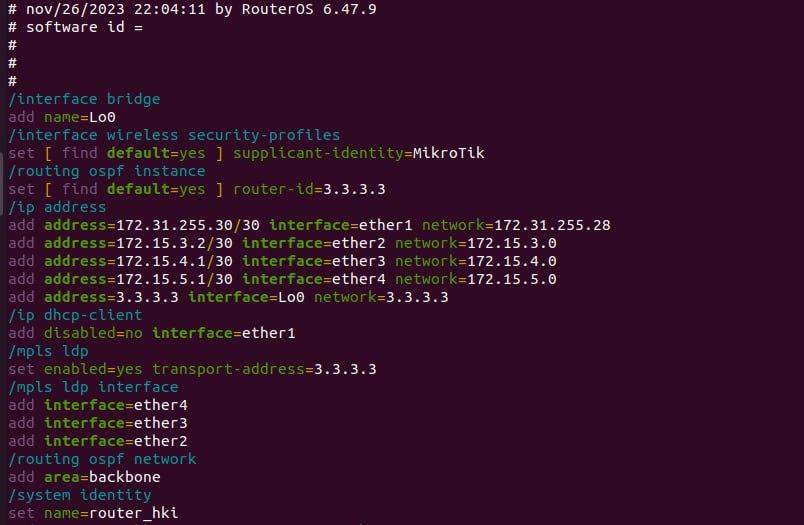 # nov/26/2023 22:04:11 by RouterOS 6.47.9
# software id =
#
#
#
/interface bridge
add name=Lo0
/interface wireless security-profiles
set [ find default=yes ] supplicant-identity=MikroTik
/routing ospf instance
set [ find default=yes ] router-id=3.3.3.3
/ip address
add address=172.31.255.30/30 interface=ether1 network=172.31.255.28
add address=172.15.3.2/30 interface=ether2 network=172.15.3.0
add address=172.15.4.1/30 interface=ether3 network=172.15.4.0
add address=172.15.5.1/30 interface=ether4 network=172.15.5.0
add address=3.3.3.3 interface=Lo0 network=3.3.3.3
/ip dhcp-client
add disabled=no interface=ether1
/mpls ldp
set enabled=yes transport-address=3.3.3.3
/mpls ldp interface
add interface=ether4
add interface=ether3
add interface=ether2
/routing ospf network
add area=backbone
/system identity
set name=router_hki